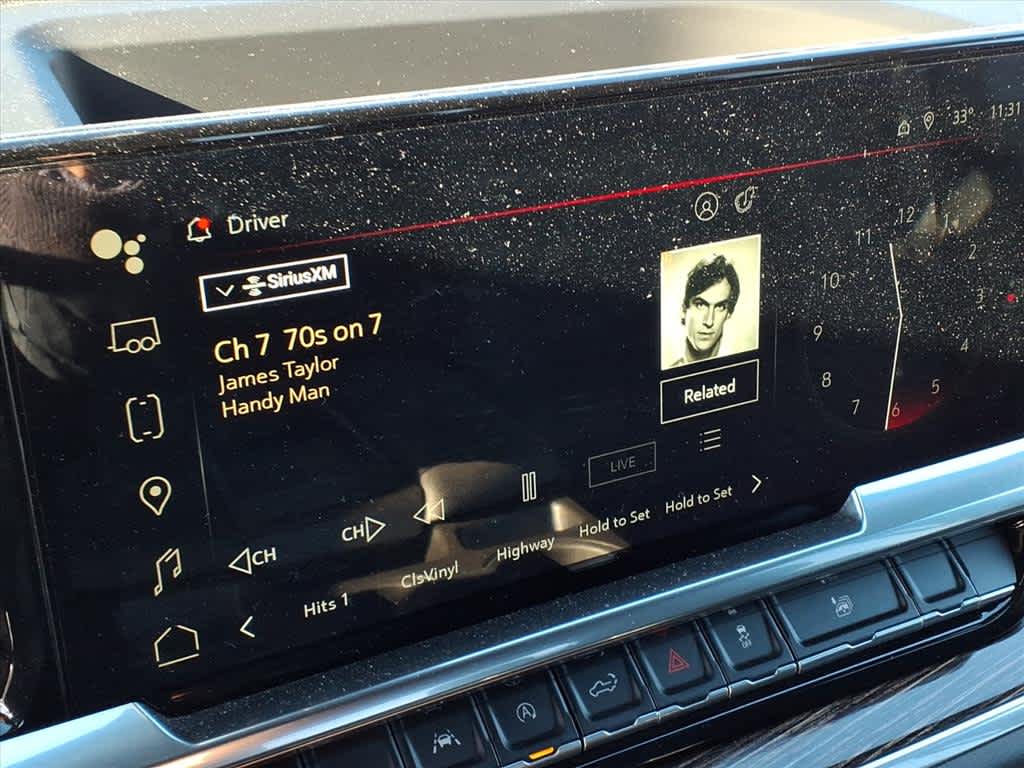 33° 11:31
Driver
SiriusXM
Ch 7 70s on 7
James Taylor
Handy Man
Related
LIVE
◁CH
CH▷
Hits 1
ClsVinyl
Highway
Hold to Set
Hold to Set
12
1
2
3
4
5
6
7
8
9
10
11
A
OFF